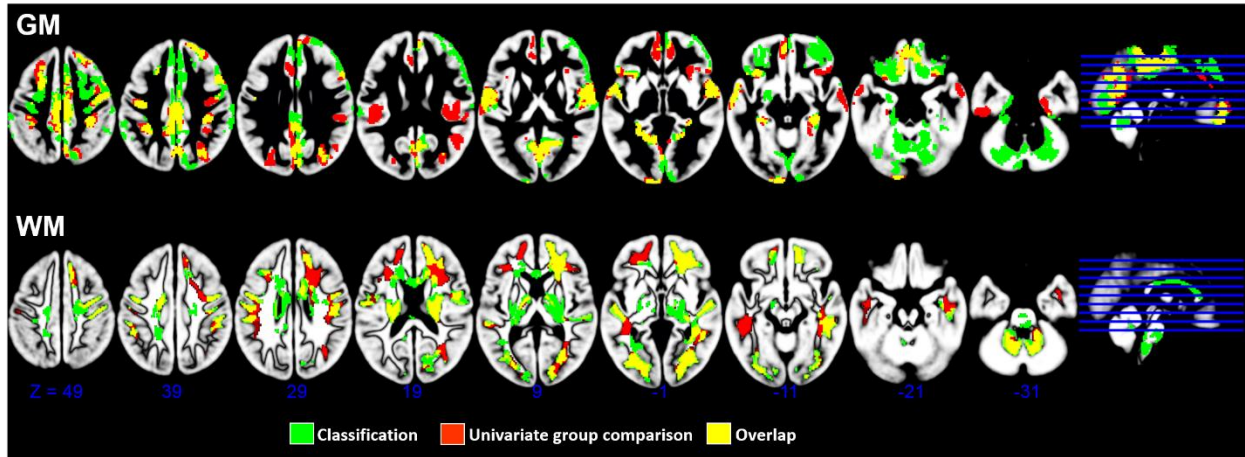 GM
WM
Z = 49 39 29 19 9 -1 -11 -21 -31
Classification Univariate group comparison Overlap